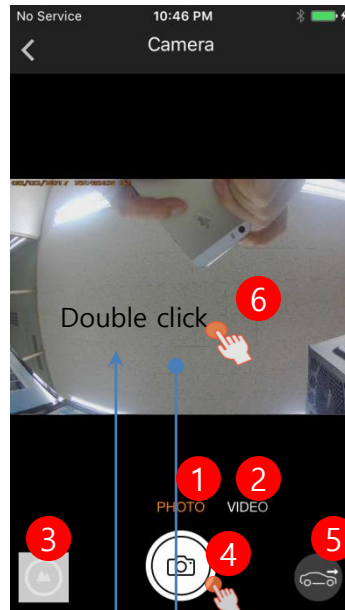 No Service 10:46 PM
Camera
Double click
6
1 2
PHOTO VIDEO
3 4 5